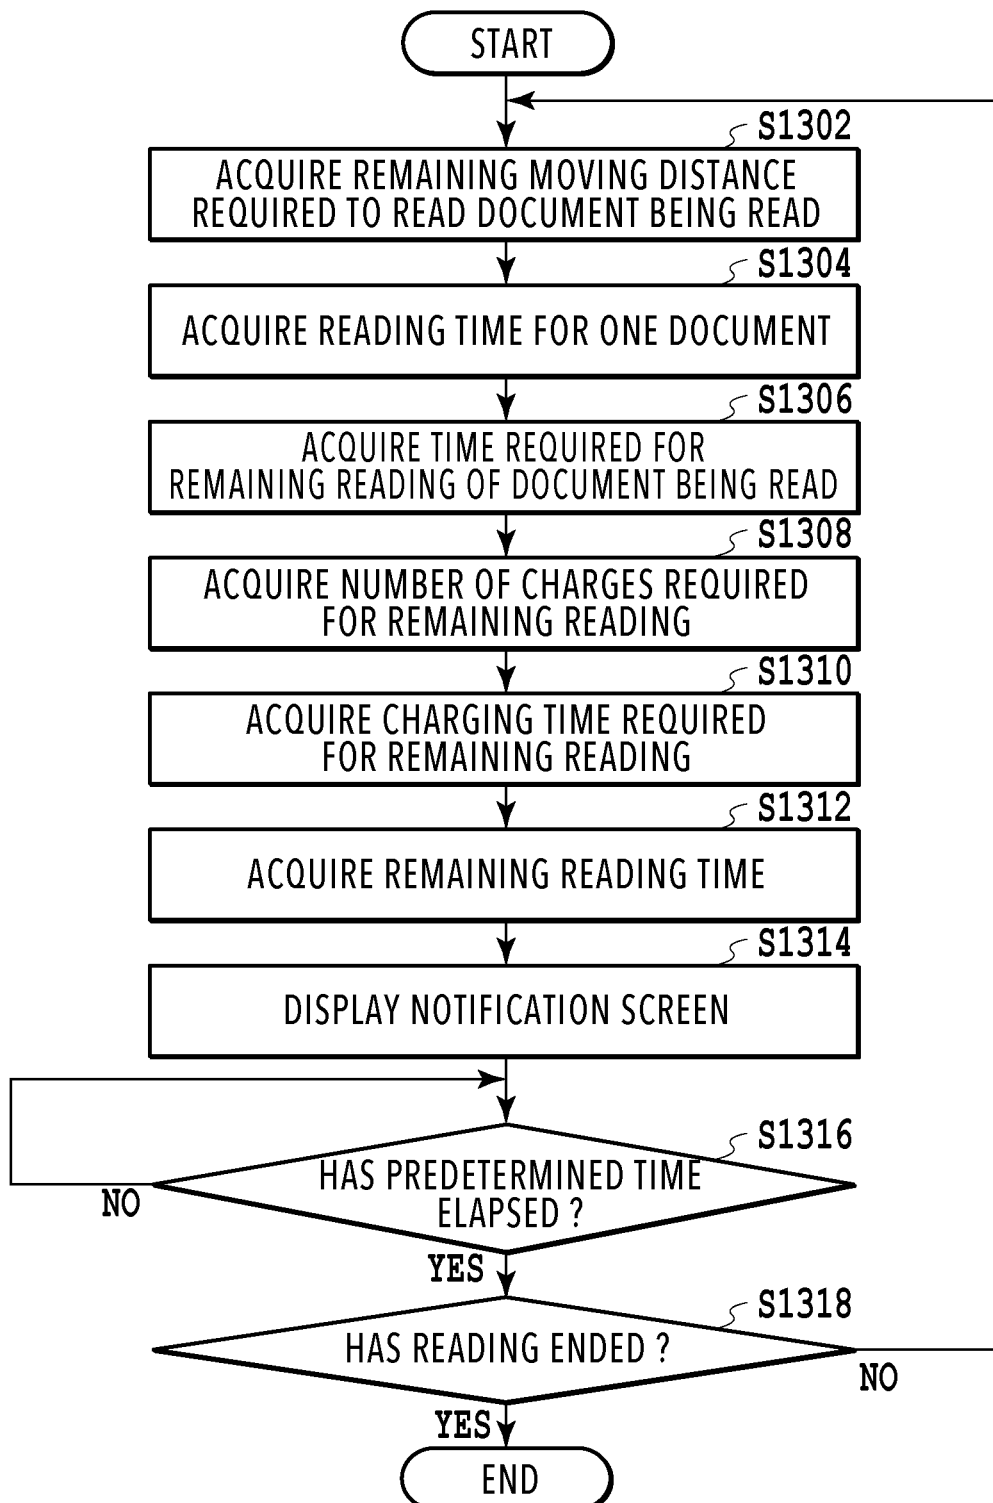 START
S1302
ACQUIRE REMAINING MOVING DISTANCE
REQUIRED TO READ DOCUMENT BEING READ
S1304
ACQUIRE READING TIME FOR ONE DOCUMENT
S1306
ACQUIRE TIME REQUIRED FOR
REMAINING READING OF DOCUMENT BEING READ
S1308
ACQUIRE NUMBER OF CHARGES REQUIRED
FOR REMAINING READING
S1310
ACQUIRE CHARGING TIME REQUIRED
FOR REMAINING READING
S1312
ACQUIRE REMAINING READING TIME
S1314
DISPLAY NOTIFICATION SCREEN
S1316
HAS PREDETERMINED TIME
ELAPSED ?
NO
YES
S1318
HAS READING ENDED ?
NO
YES
END